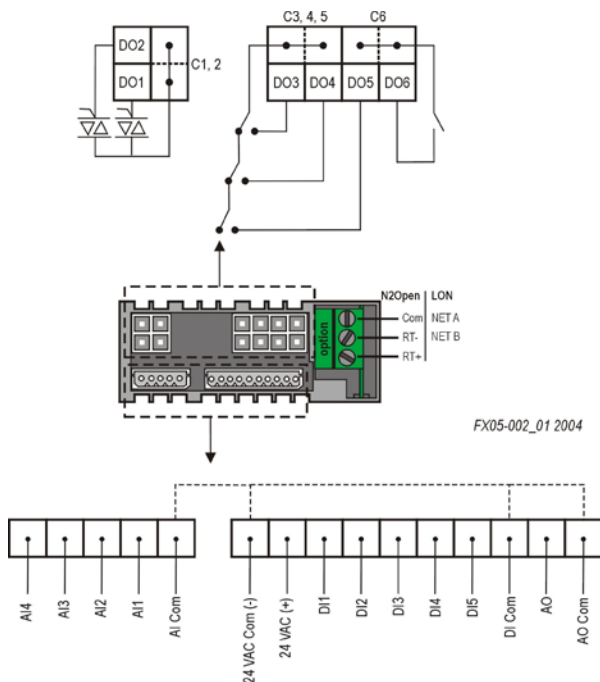 C3, 4, 5 C6
DO2
DO1
C1, 2
DO3 DO4 DO5 DO6
N2Open LON
Com NET A
RT- NET B
RT+
option
FX05-002_01 2004
AI4 AI3 AI2 AI1 AI Com 24 VAC Com (-) 24 VAC (+) DI1 DI2 DI3 DI4 DI5 DI Com AO AO Com